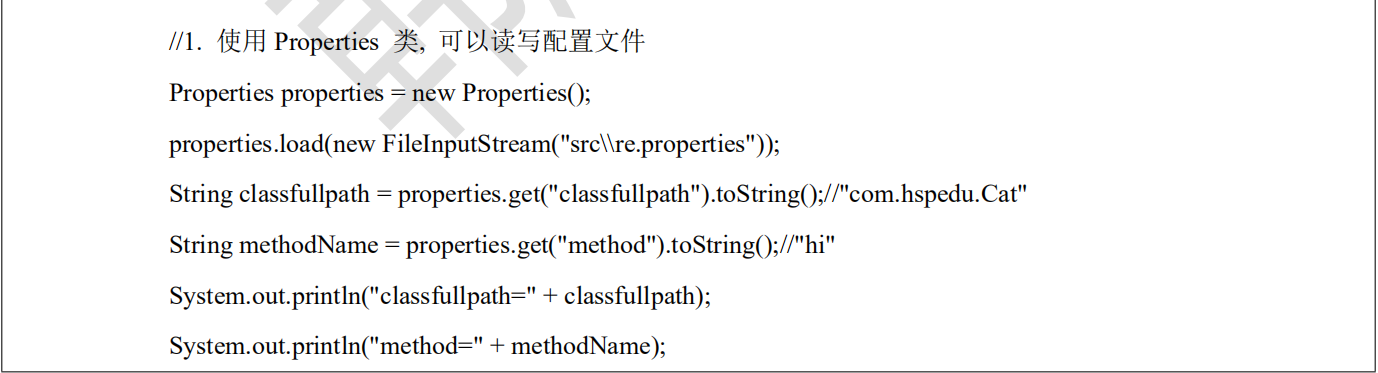 //1. 使用 Properties 类, 可以读写配置文件
Properties properties = new Properties();
properties.load(new FileInputStream("src\\re.properties"));
String classfullpath = properties.get("classfullpath").toString();//"com.hspedu.Cat"
String methodName = properties.get("method").toString();//"hi"
System.out.println("classfullpath=" + classfullpath);
System.out.println("method=" + methodName);